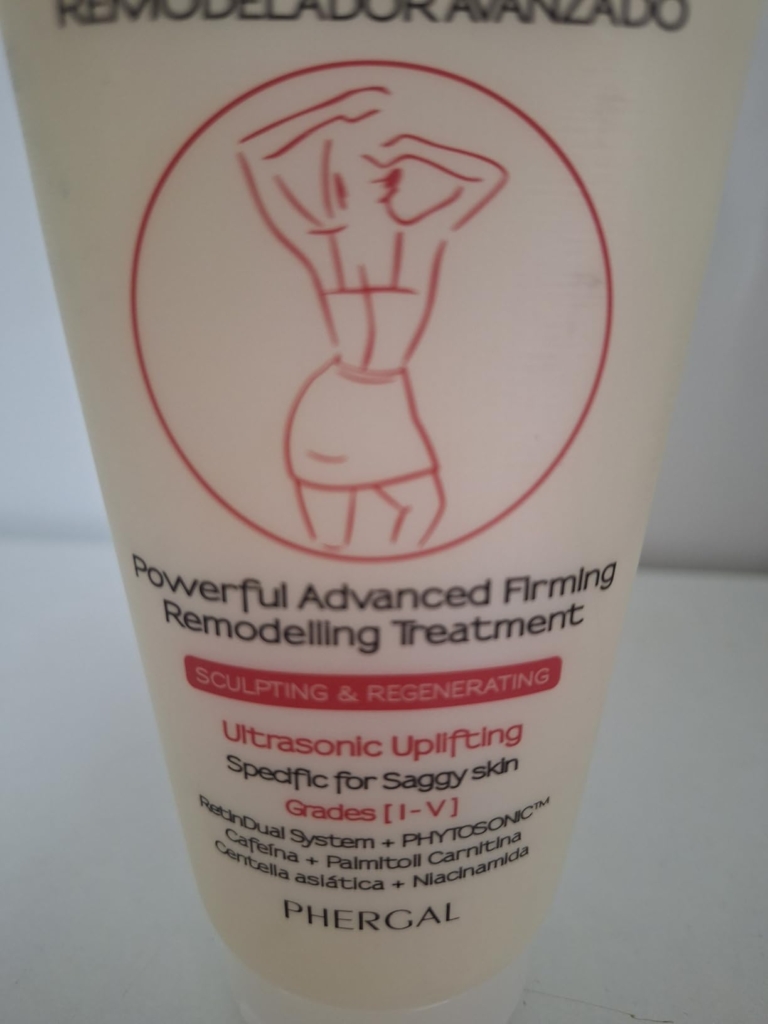 REMODELADOR AVANZADO
Powerful Advanced Firming
Remodelling Treatment
SCULPTING & REGENERATING
Ultrasonic Uplifting
Specific for Saggy skin
Grades [ I - V ]
RetinDual System + PHYTOSONIC™
Cafeína + Palmitoil Carnitina
Centella asiática + Niacinamida
PHERGAL